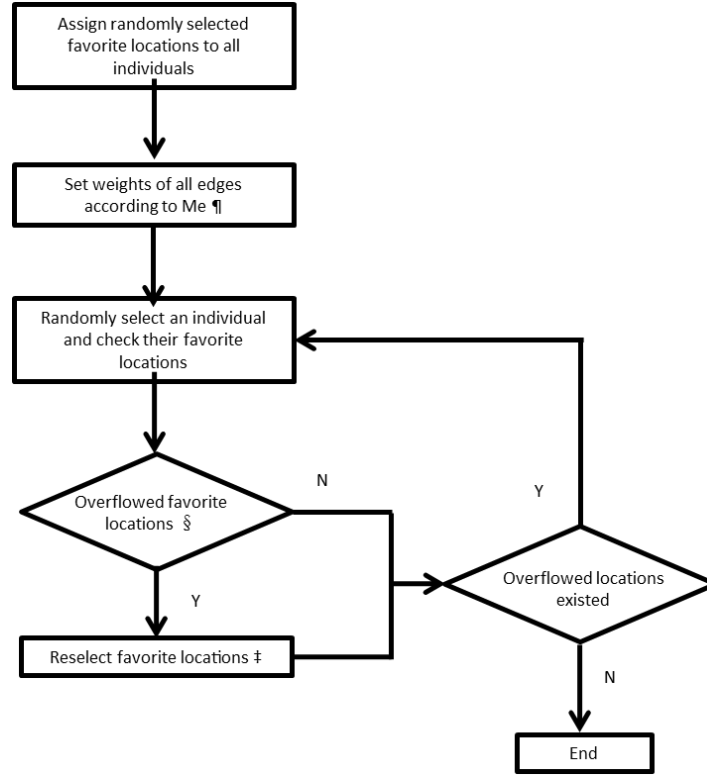 Assign randomly selected
favorite locations to all
individuals
Set weights of all edges
according to Me ¶
Randomly select an individual
and check their favorite
locations
Overflowed favorite
locations §
N
Y
Reselect favorite locations ‡
Y
Overflowed locations
existed
N
End